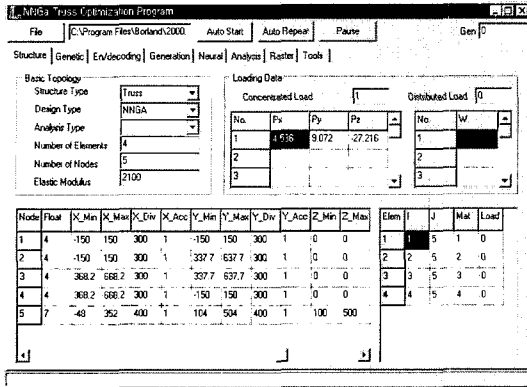 NNGa Truss Optimization Program
File C:\Program Files\Borland\2000. Auto Start Auto Repeat Pause Gen 0
Structure Genetic En/decoding Generation Neural Analysis Raster Tools
Basic Topology
Structure Type Truss
Design Type NNGA
Analysis Type
Number of Elements 4
Number of Nodes 5
Elastic Modulus 2100
Loading Data
Concentrated Load 1 Distributed Load 0
No. Px Py Pz
1 4.536 9.072 -27.216
2
3
No. W.
1
2
3
Node Float X_Min X_Max X_Div X_Acc Y_Min Y_Max Y_Div Y_Acc Z_Min Z_Max
1 4 -150 150 300 1 -150 150 300 1 0 0
2 4 -150 150 300 1 337.7 637.7 300 1 0 0
3 4 368.2 668.2 300 1 337.7 637.7 300 1 0 0
4 4 368.2 668.2 300 1 -150 150 300 1 0 0
5 7 -48 352 400 1 104 504 400 1 100 500
Elem I J Mat Load
1 1 5 1 0
2 2 5 2 0
3 3 5 3 0
4 4 5 4 0